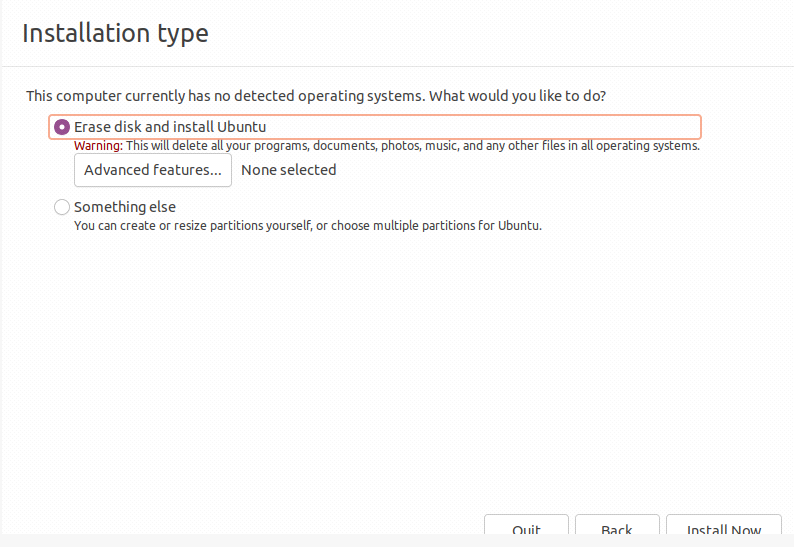 Installation type
This computer currently has no detected operating systems. What would you like to do?
Erase disk and install Ubuntu
Warning: This will delete all your programs, documents, photos, music, and any other files in all operating systems.
Advanced features... None selected
Something else
You can create or resize partitions yourself, or choose multiple partitions for Ubuntu.
Quit Back Install Now